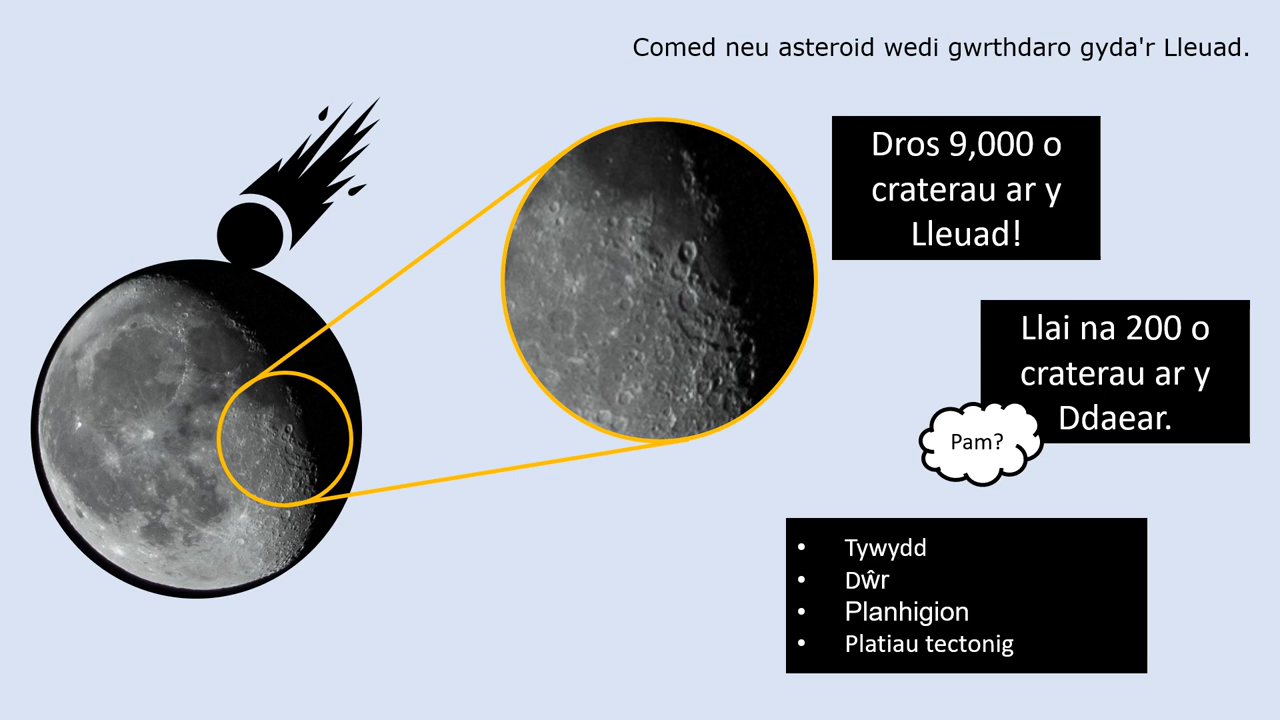 Comed neu asteroid wedi gwrthdaro gyda'r Lleuad.
Dros 9,000 o
craterau ar y
Lleuad!
Llai na 200 o
craterau ar y
Ddaear.
Pam?
• Tywydd
• Dŵr
• Planhigion
• Platiau tectonig